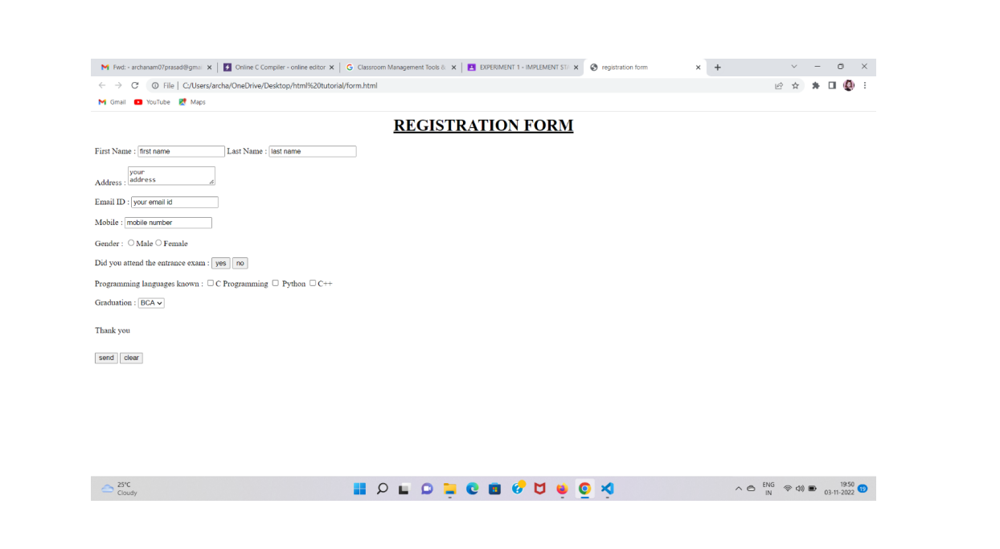 Fwd: - archanam07prasad@gmai
Online C Compiler - online editor
Classroom Management Tools &
EXPERIMENT 1 - IMPLEMENT STA
registration form
File | C:/Users/archa/OneDrive/Desktop/html%20tutorial/form.html
Gmail YouTube Maps
REGISTRATION FORM
First Name : first name Last Name : last name
your
address
Address :
Email ID : your email id
Mobile : mobile number
Gender : Male Female
Did you attend the entrance exam : yes no
Programming languages known : C Programming Python C++
Graduation : BCA
Thank you
send clear
25°C
Cloudy
ENG
IN
19:50
03-11-2022
19